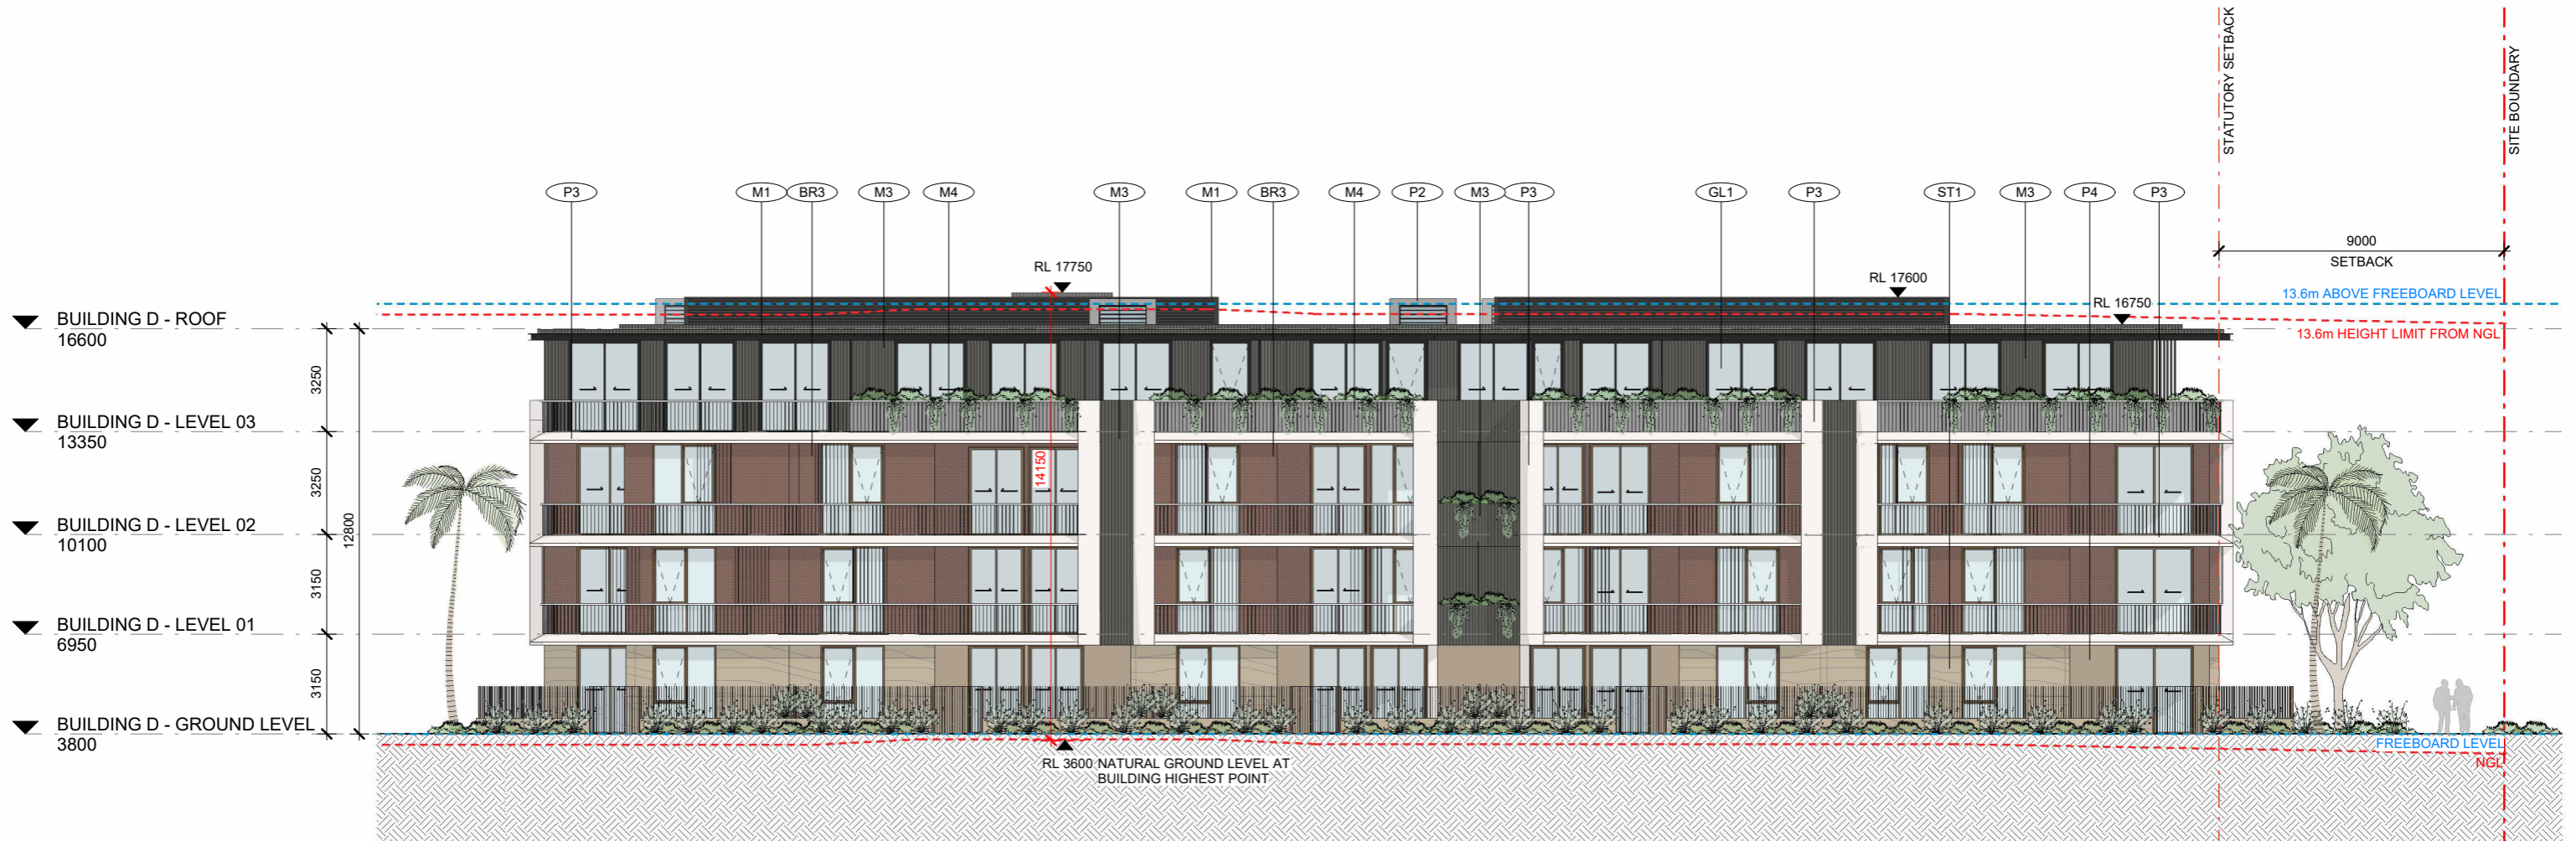 STATUTORY SETBACK
SITE BOUNDARY
P3
M1
BR3
M3
M4
M3
M1
BR3
M4
P2
M3
P3
GL1
P3
ST1
M3
P4
P3
9000
SETBACK
RL 17750
RL 17600
RL 16750
13.6m ABOVE FREEBOARD LEVEL
13.6m HEIGHT LIMIT FROM NGL
BUILDING D - ROOF
16600
3250
BUILDING D - LEVEL 03
13350
3250
14150
BUILDING D - LEVEL 02
10100
12800
3150
BUILDING D - LEVEL 01
6950
3150
BUILDING D - GROUND LEVEL
3800
FREEBOARD LEVEL
NGL
RL 3600 NATURAL GROUND LEVEL AT
BUILDING HIGHEST POINT